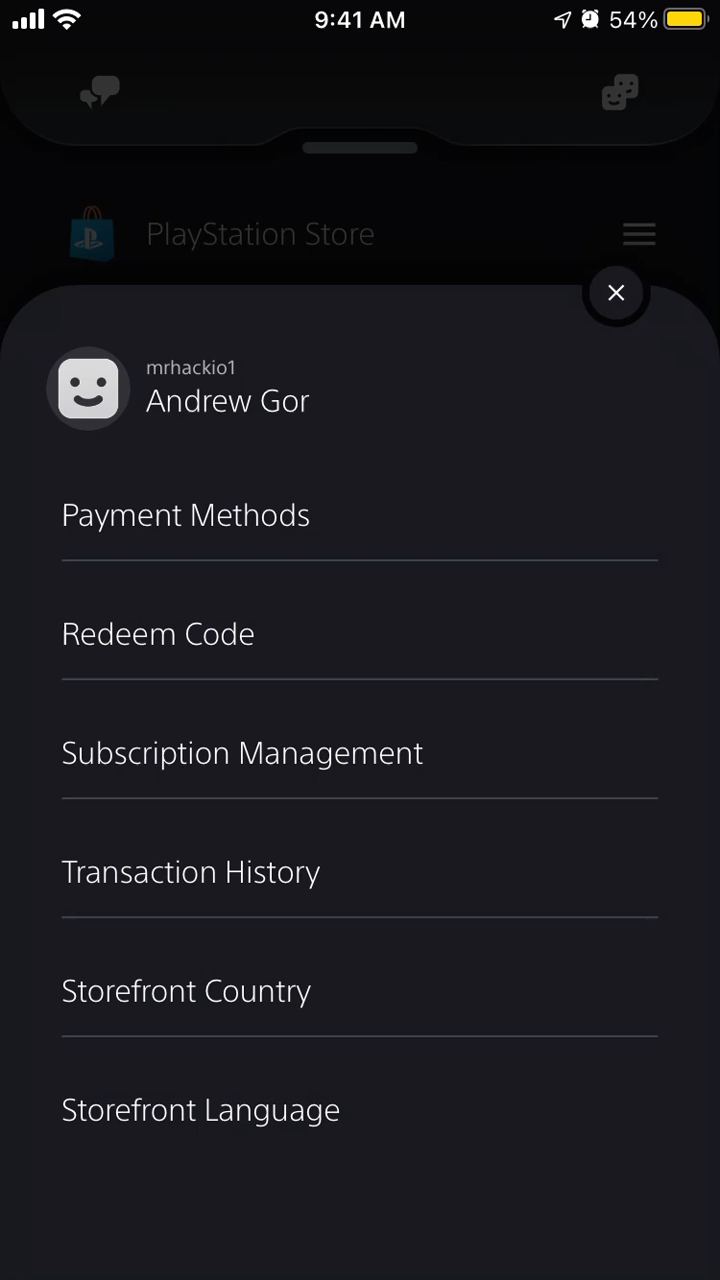 9:41 AM
54%
PlayStation Store
mrhackio1
Andrew Gor
Payment Methods
Redeem Code
Subscription Management
Transaction History
Storefront Country
Storefront Language